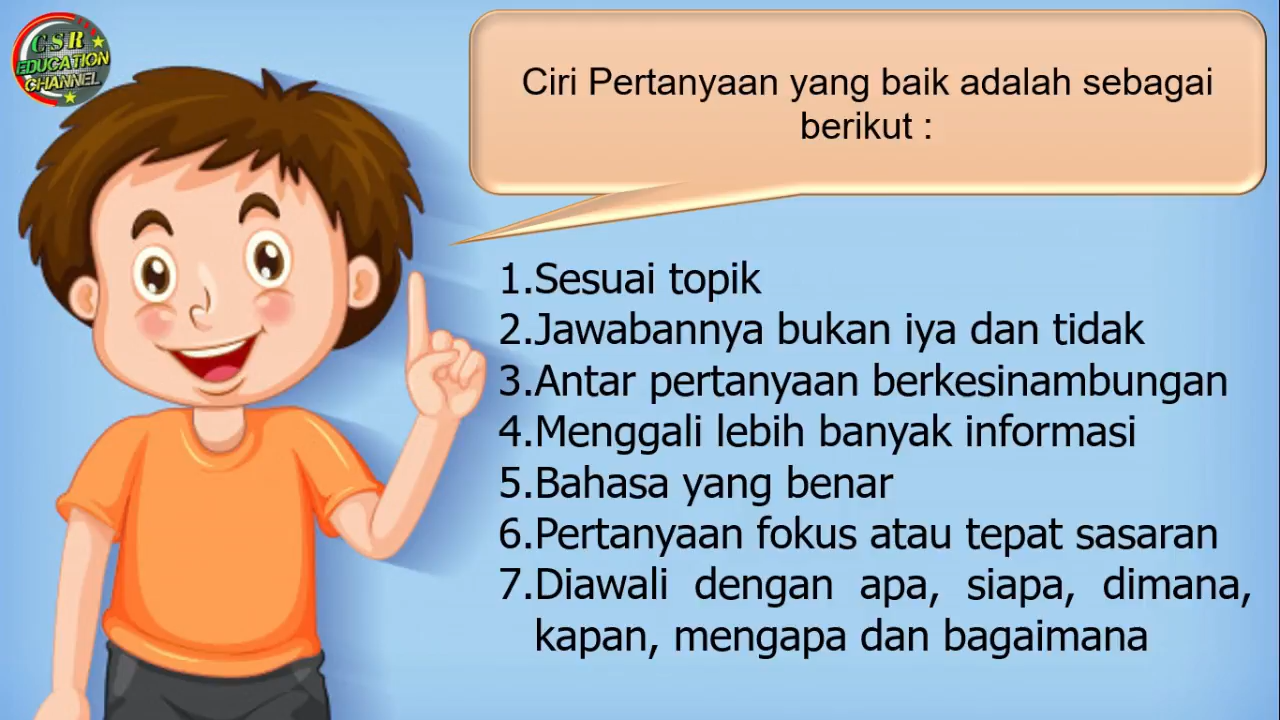 CSR
EDUCATION
CHANNEL
Ciri Pertanyaan yang baik adalah sebagai
berikut :
1.Sesuai topik
2.Jawabannya bukan iya dan tidak
3.Antar pertanyaan berkesinambungan
4.Menggali lebih banyak informasi
5.Bahasa yang benar
6.Pertanyaan fokus atau tepat sasaran
7.Diawali dengan apa, siapa, dimana,
kapan, mengapa dan bagaimana